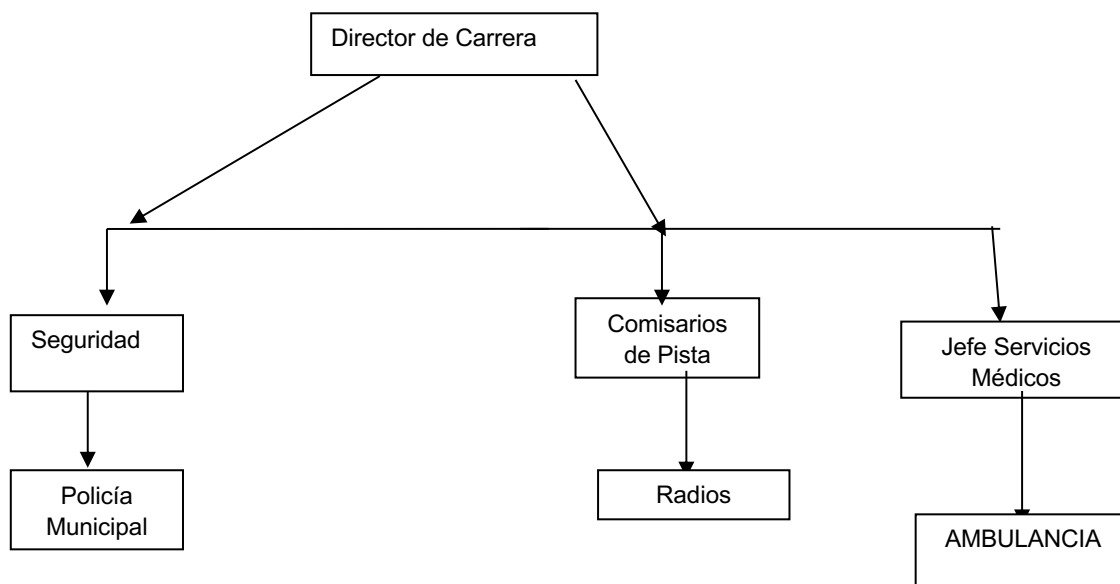 Director de Carrera
Seguridad
Comisarios
de Pista
Jefe Servicios
Médicos
Policía
Municipal
Radios
AMBULANCIA